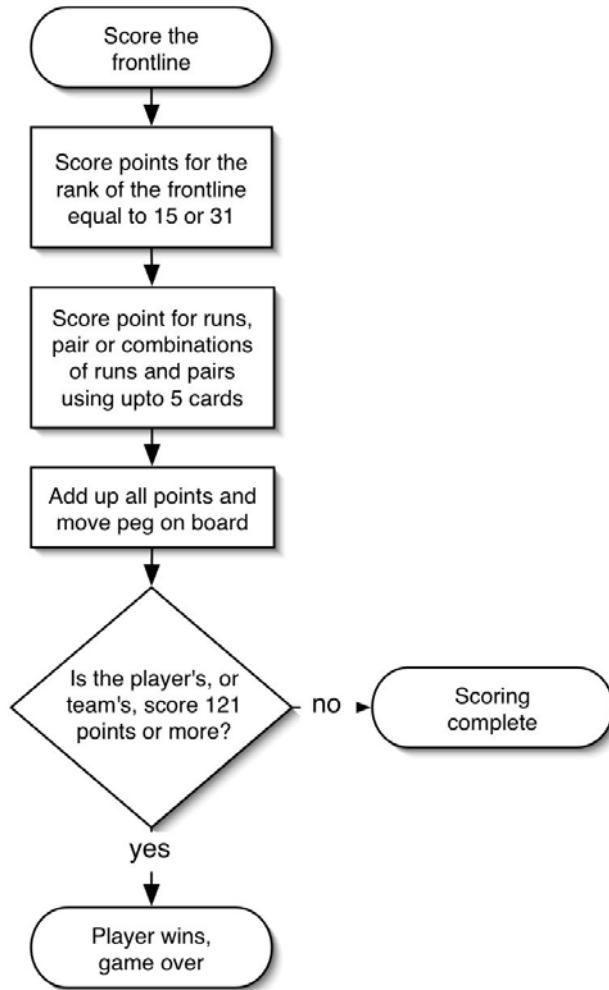 Score the
frontline
Score points for the
rank of the frontline
equal to 15 or 31
Score point for runs,
pair or combinations
of runs and pairs
using upto 5 cards
Add up all points and
move peg on board
Is the player's, or
team's, score 121
points or more?
no
Scoring
complete
yes
Player wins,
game over